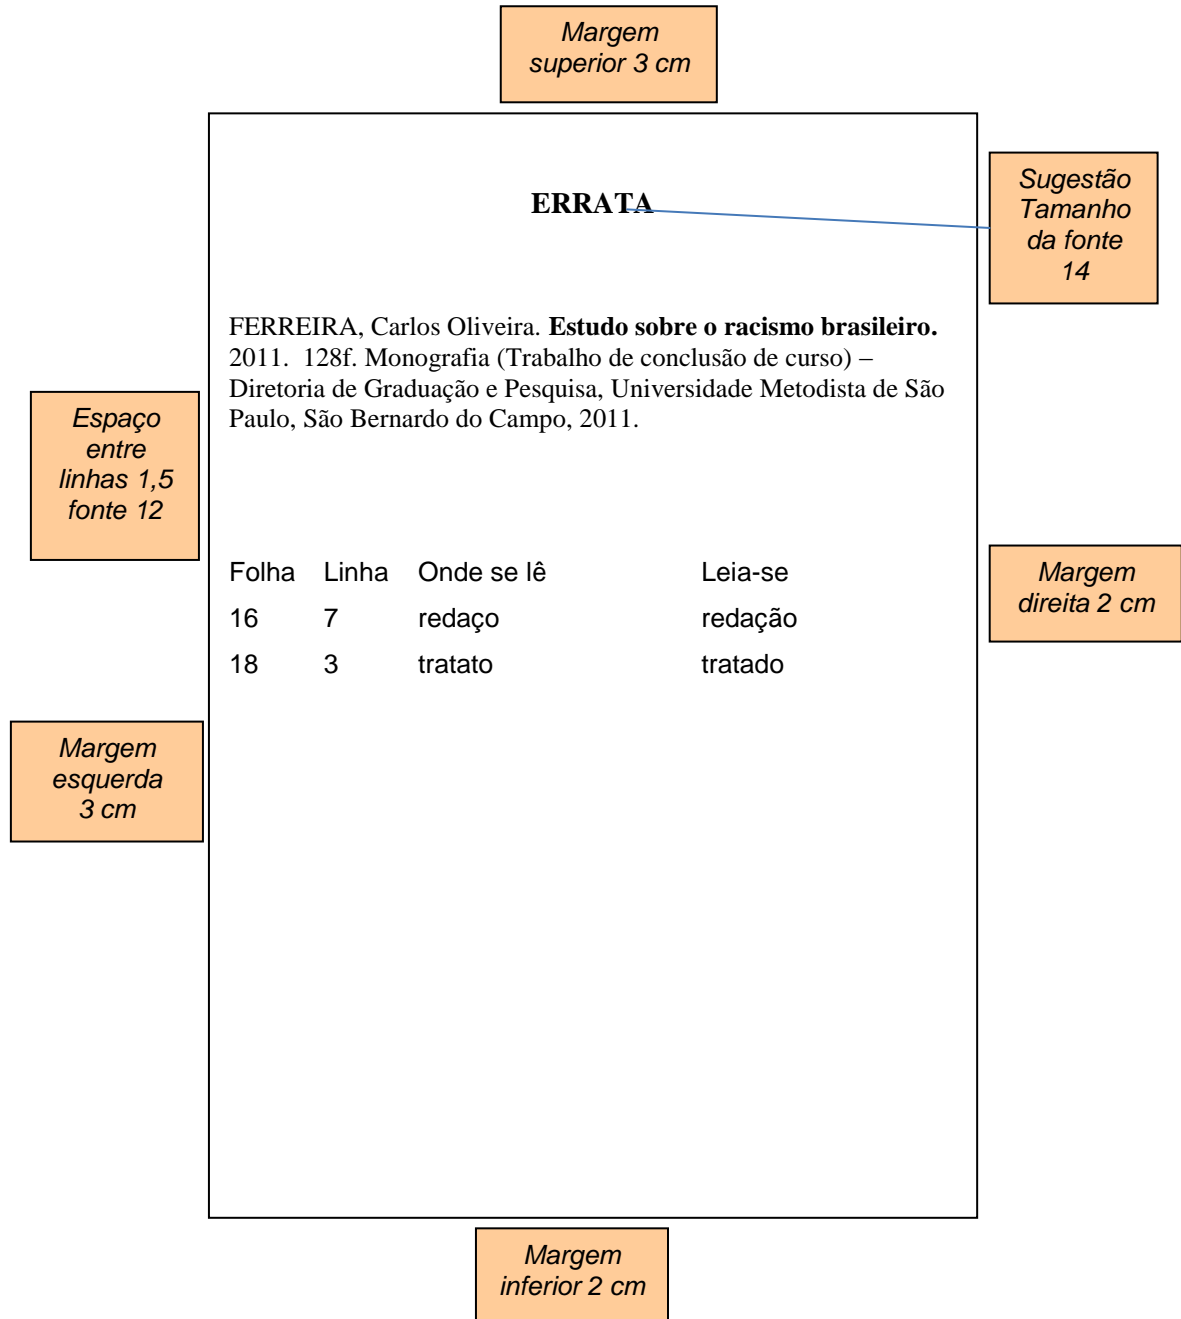 Margem
superior 3 cm
ERRATA
Sugestão
Tamanho
da fonte
14
FERREIRA, Carlos Oliveira. Estudo sobre o racismo brasileiro.
2011.  128f. Monografia (Trabalho de conclusão de curso) –
Diretoria de Graduação e Pesquisa, Universidade Metodista de São
Paulo, São Bernardo do Campo, 2011.
Espaço
entre
linhas 1,5
fonte 12
Folha Linha Onde se lê Leia-se
16 7 redaço redação
18 3 tratato tratado
Margem
direita 2 cm
Margem
esquerda
3 cm
Margem
inferior 2 cm